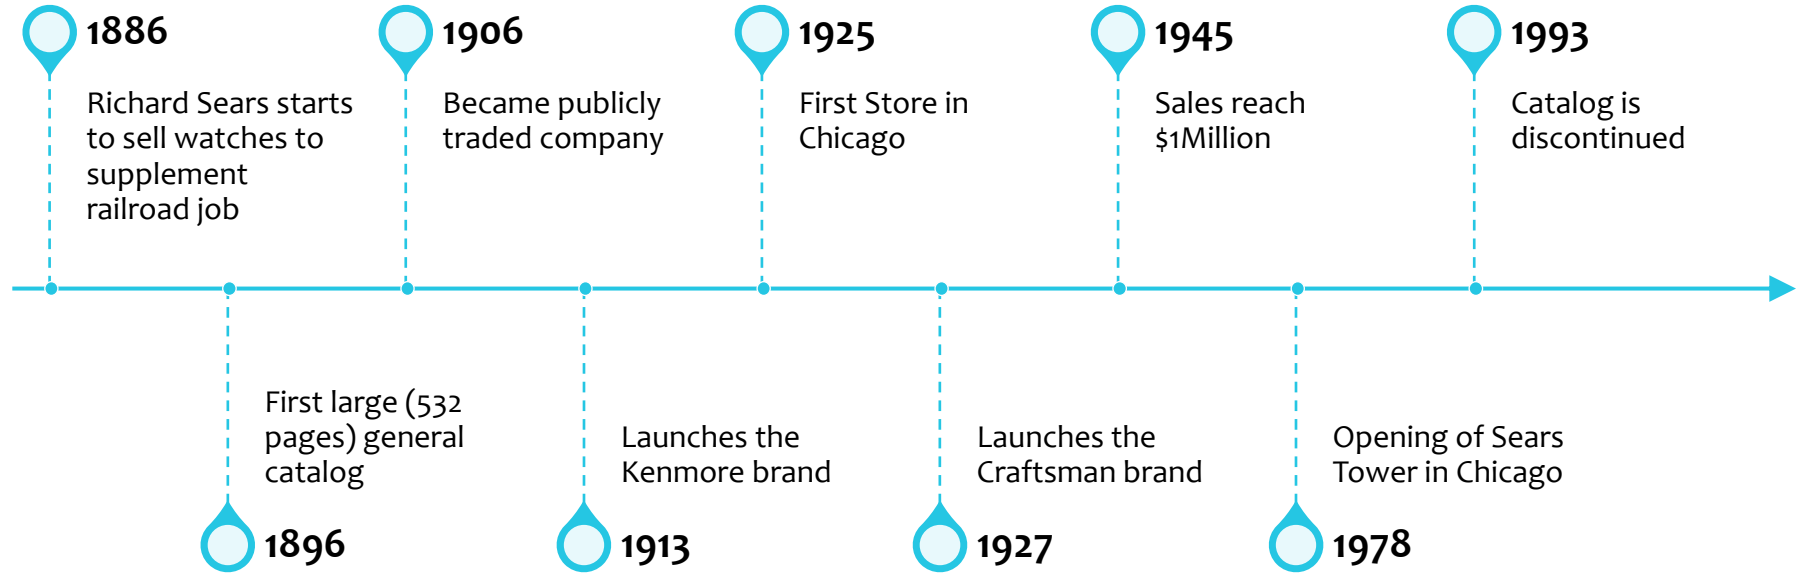 1886
Richard Sears starts
to sell watches to
supplement
railroad job
1896
First large (532
pages) general
catalog
1906
Became publicly
traded company
1913
Launches the
Kenmore brand
1925
First Store in
Chicago
1927
Launches the
Craftsman brand
1945
Sales reach
$1Million
1978
Opening of Sears
Tower in Chicago
1993
Catalog is
discontinued